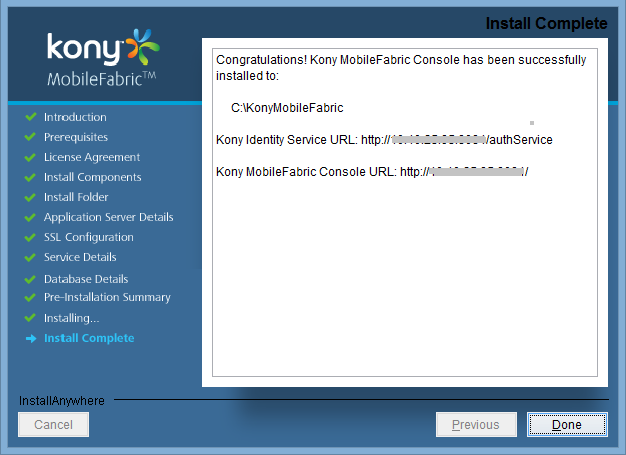 Install Complete
kony
MobileFabric™
Introduction
Prerequisites
License Agreement
Install Components
Install Folder
Application Server Details
SSL Configuration
Service Details
Database Details
Pre-Installation Summary
Installing...
Install Complete
Congratulations! Kony MobileFabric Console has been successfully
installed to:
C:\KonyMobileFabric
Kony Identity Service URL: http:// /authService
Kony MobileFabric Console URL: http:// /
InstallAnywhere
Cancel
Previous
Done